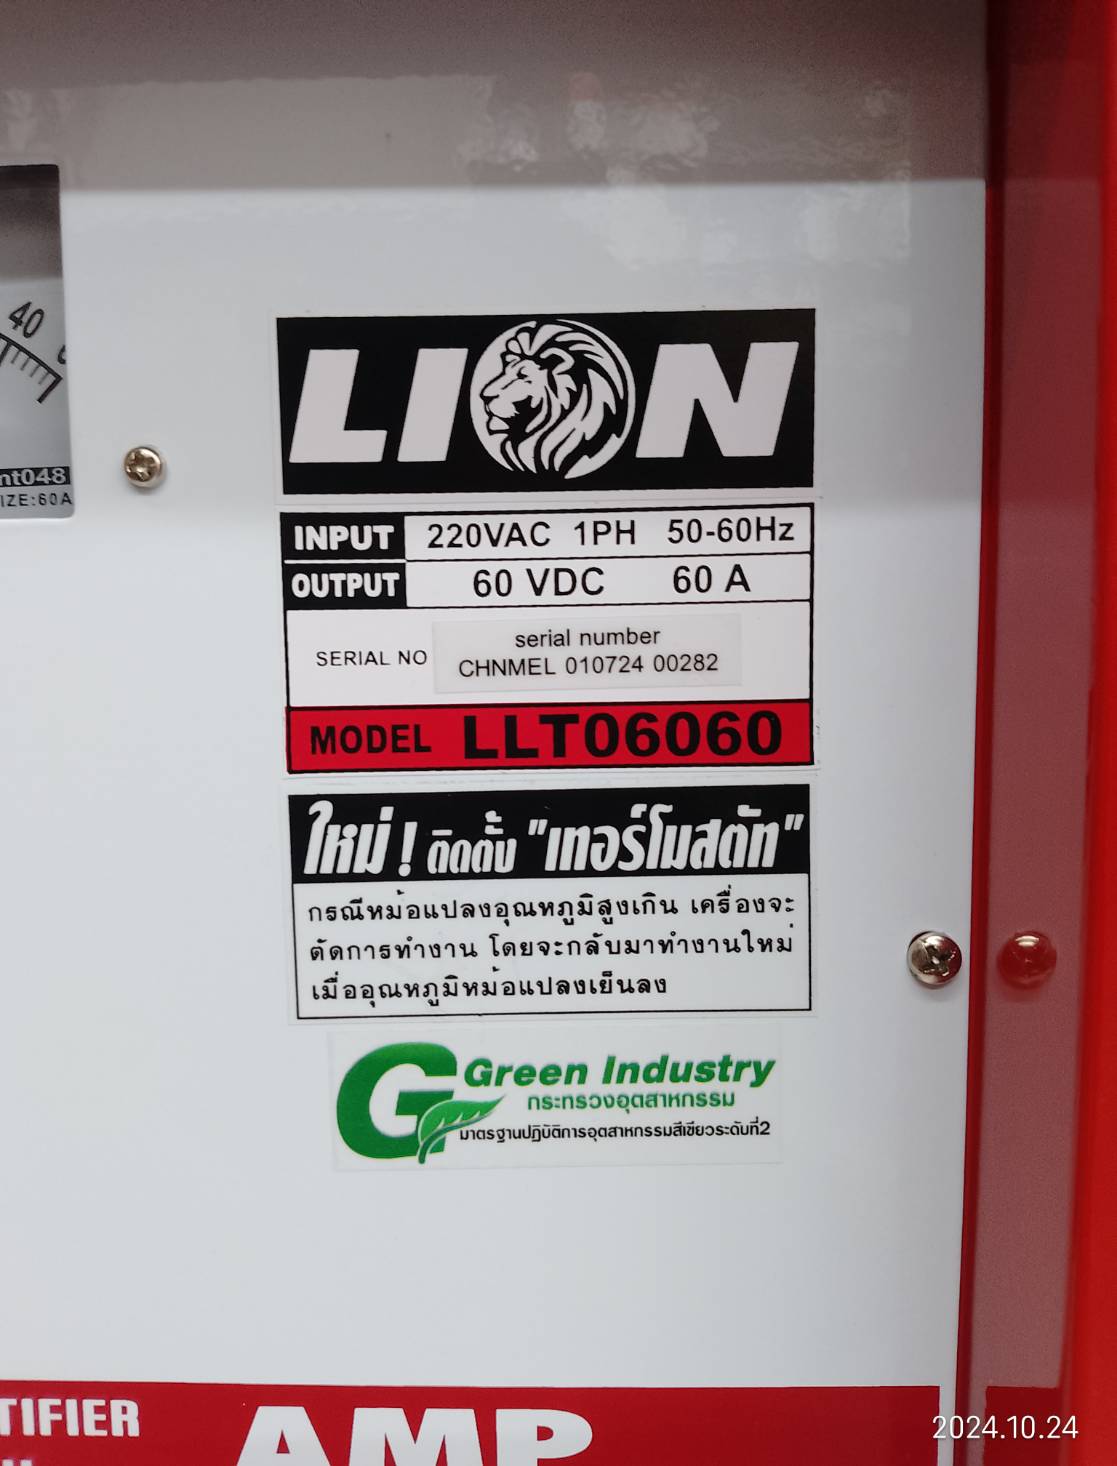 40
nt048
IZE:60A
LION
INPUT 220VAC 1PH 50-60Hz
OUTPUT 60 VDC 60 A
SERIAL NO serial number
CHNMEL 010724 00282
MODEL LLT06060
ใหม่! ติดตั้ง "เทอร์โมสตัท"
กรณีหม้อแปลงอุณหภูมิสูงเกิน เครื่องจะ
ตัดการทำงาน โดยจะกลับมาทำงานใหม่
เมื่ออุณหภูมิหม้อแปลงเย็นลง
G Green Industry
กระทรวงอุตสาหกรรม
มาตรฐานปฏิบัติการอุตสาหกรรมสีเขียวระดับที่2
TIFIER
AMP
2024.10.24